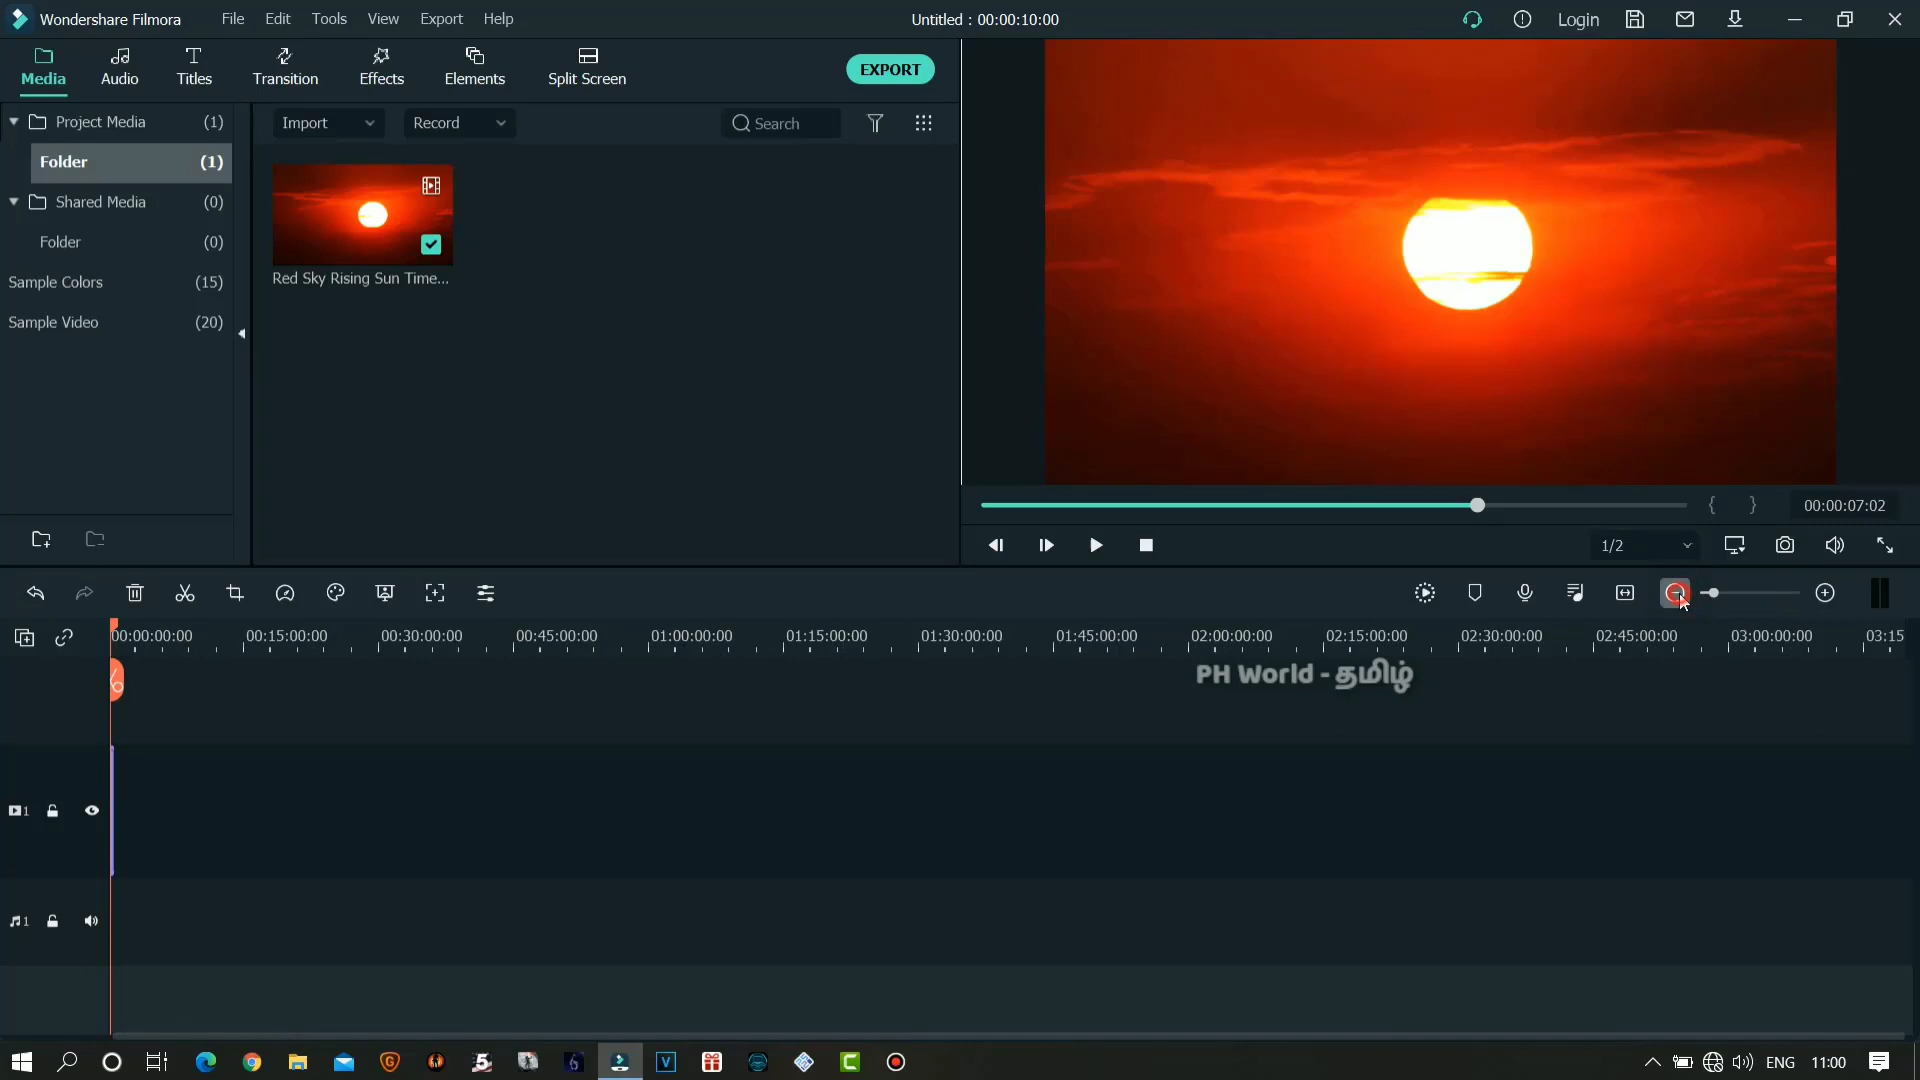 Wondershare Filmora
File
Edit
Tools
View
Export
Help
Untitled : 00:00:10:00
Login
Media
Audio
Titles
Transition
Effects
Elements
Split Screen
EXPORT
Project Media (1)
Folder (1)
Shared Media (0)
Folder (0)
Sample Colors (15)
Sample Video (20)
Import
Record
Search
Red Sky Rising Sun Time...
00:00:07:02
1/2
00:00:00:00
00:15:00:00
00:30:00:00
00:45:00:00
01:00:00:00
01:15:00:00
01:30:00:00
01:45:00:00
02:00:00:00
02:15:00:00
02:30:00:00
02:45:00:00
03:00:00:00
03:15
PH World - தமிழ்
1
1
ENG
11:00